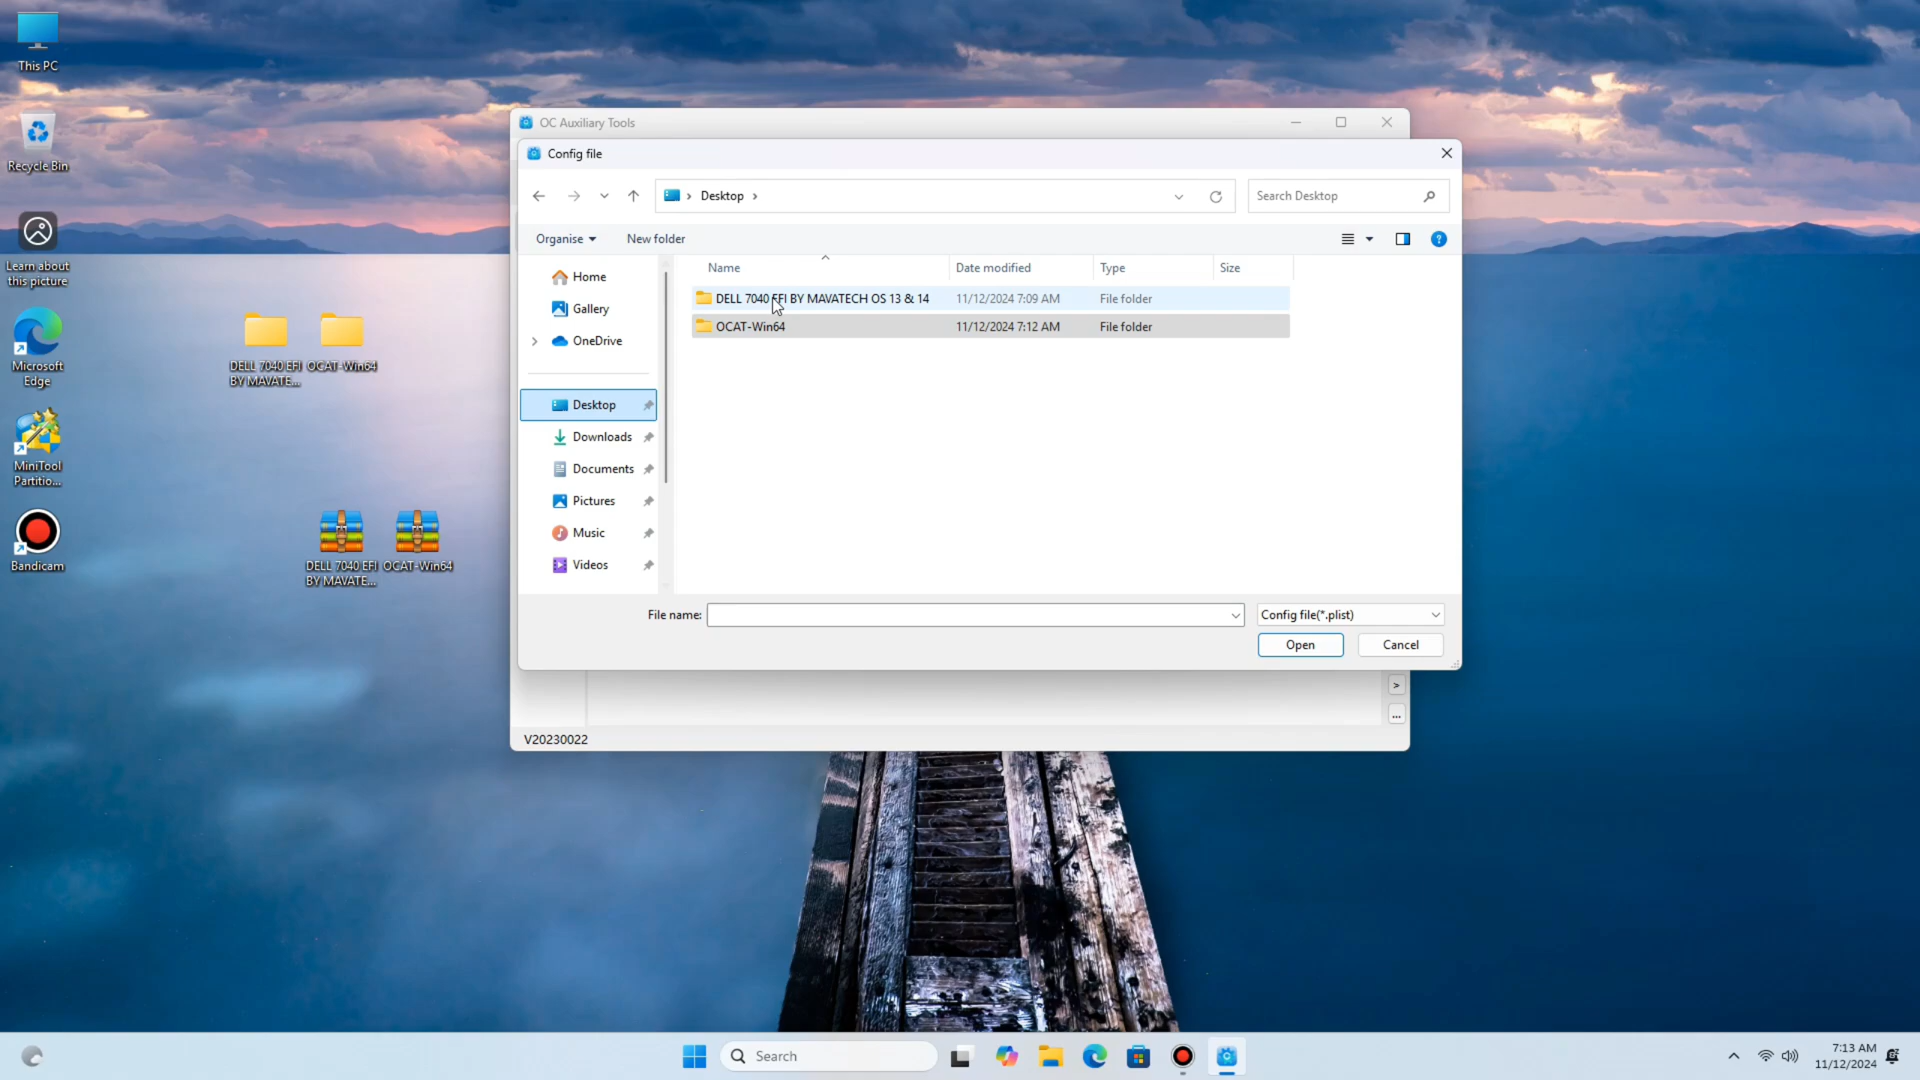 This PC
Recycle Bin
Learn about
this picture
Microsoft
Edge
MiniTool
Partitio...
Bandicam
DELL 7040 EFI
BY MAVATE...
OCAT-Win64
DELL 7040 EFI
BY MAVATE...
OCAT-Win64
OC Auxiliary Tools
Config file
Desktop
Search Desktop
Organise
New folder
Home
Gallery
OneDrive
Desktop
Downloads
Documents
Pictures
Music
Videos
Name Date modified Type Size
DELL 7040 EFI BY MAVATECH OS 13 & 14 11/12/2024 7:09 AM File folder
OCAT-Win64 11/12/2024 7:12 AM File folder
File name:
Config file(*.plist)
Open
Cancel
>
...
V20230022
Search
7:13 AM
11/12/2024